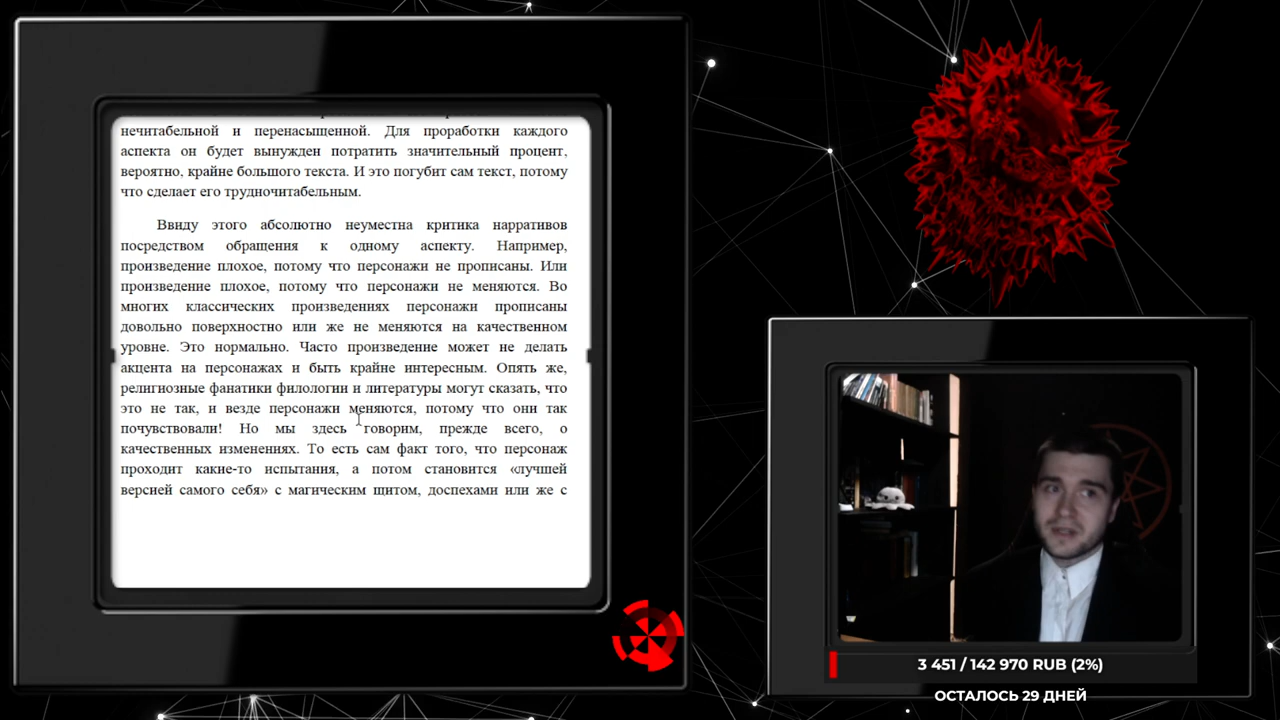 нечитабельной и перенасыщенной. Для проработки каждого
аспекта он будет вынужден потратить значительный процент,
вероятно, крайне большого текста. И это погубит сам текст, потому
что сделает его трудночитабельным.
Ввиду этого абсолютно неуместна критика нарративов
посредством обращения к одному аспекту. Например,
произведение плохое, потому что персонажи не прописаны. Или
произведение плохое, потому что персонажи не меняются. Во
многих классических произведениях персонажи прописаны
довольно поверхностно или же не меняются на качественном
уровне. Это нормально. Часто произведение может не делать
акцента на персонажах и быть крайне интересным. Опять же,
религиозные фанатики филологии и литературы могут сказать, что
это не так, и везде персонажи меняются, потому что они так
почувствовали! Но мы здесь говорим, прежде всего, о
качественных изменениях. То есть сам факт того, что персонаж
проходит какие-то испытания, а потом становится «лучшей
версией самого себя» с магическим щитом, доспехами или же с
3 451 / 142 970 RUB (2%)
ОСТАЛОСЬ 29 ДНЕЙ